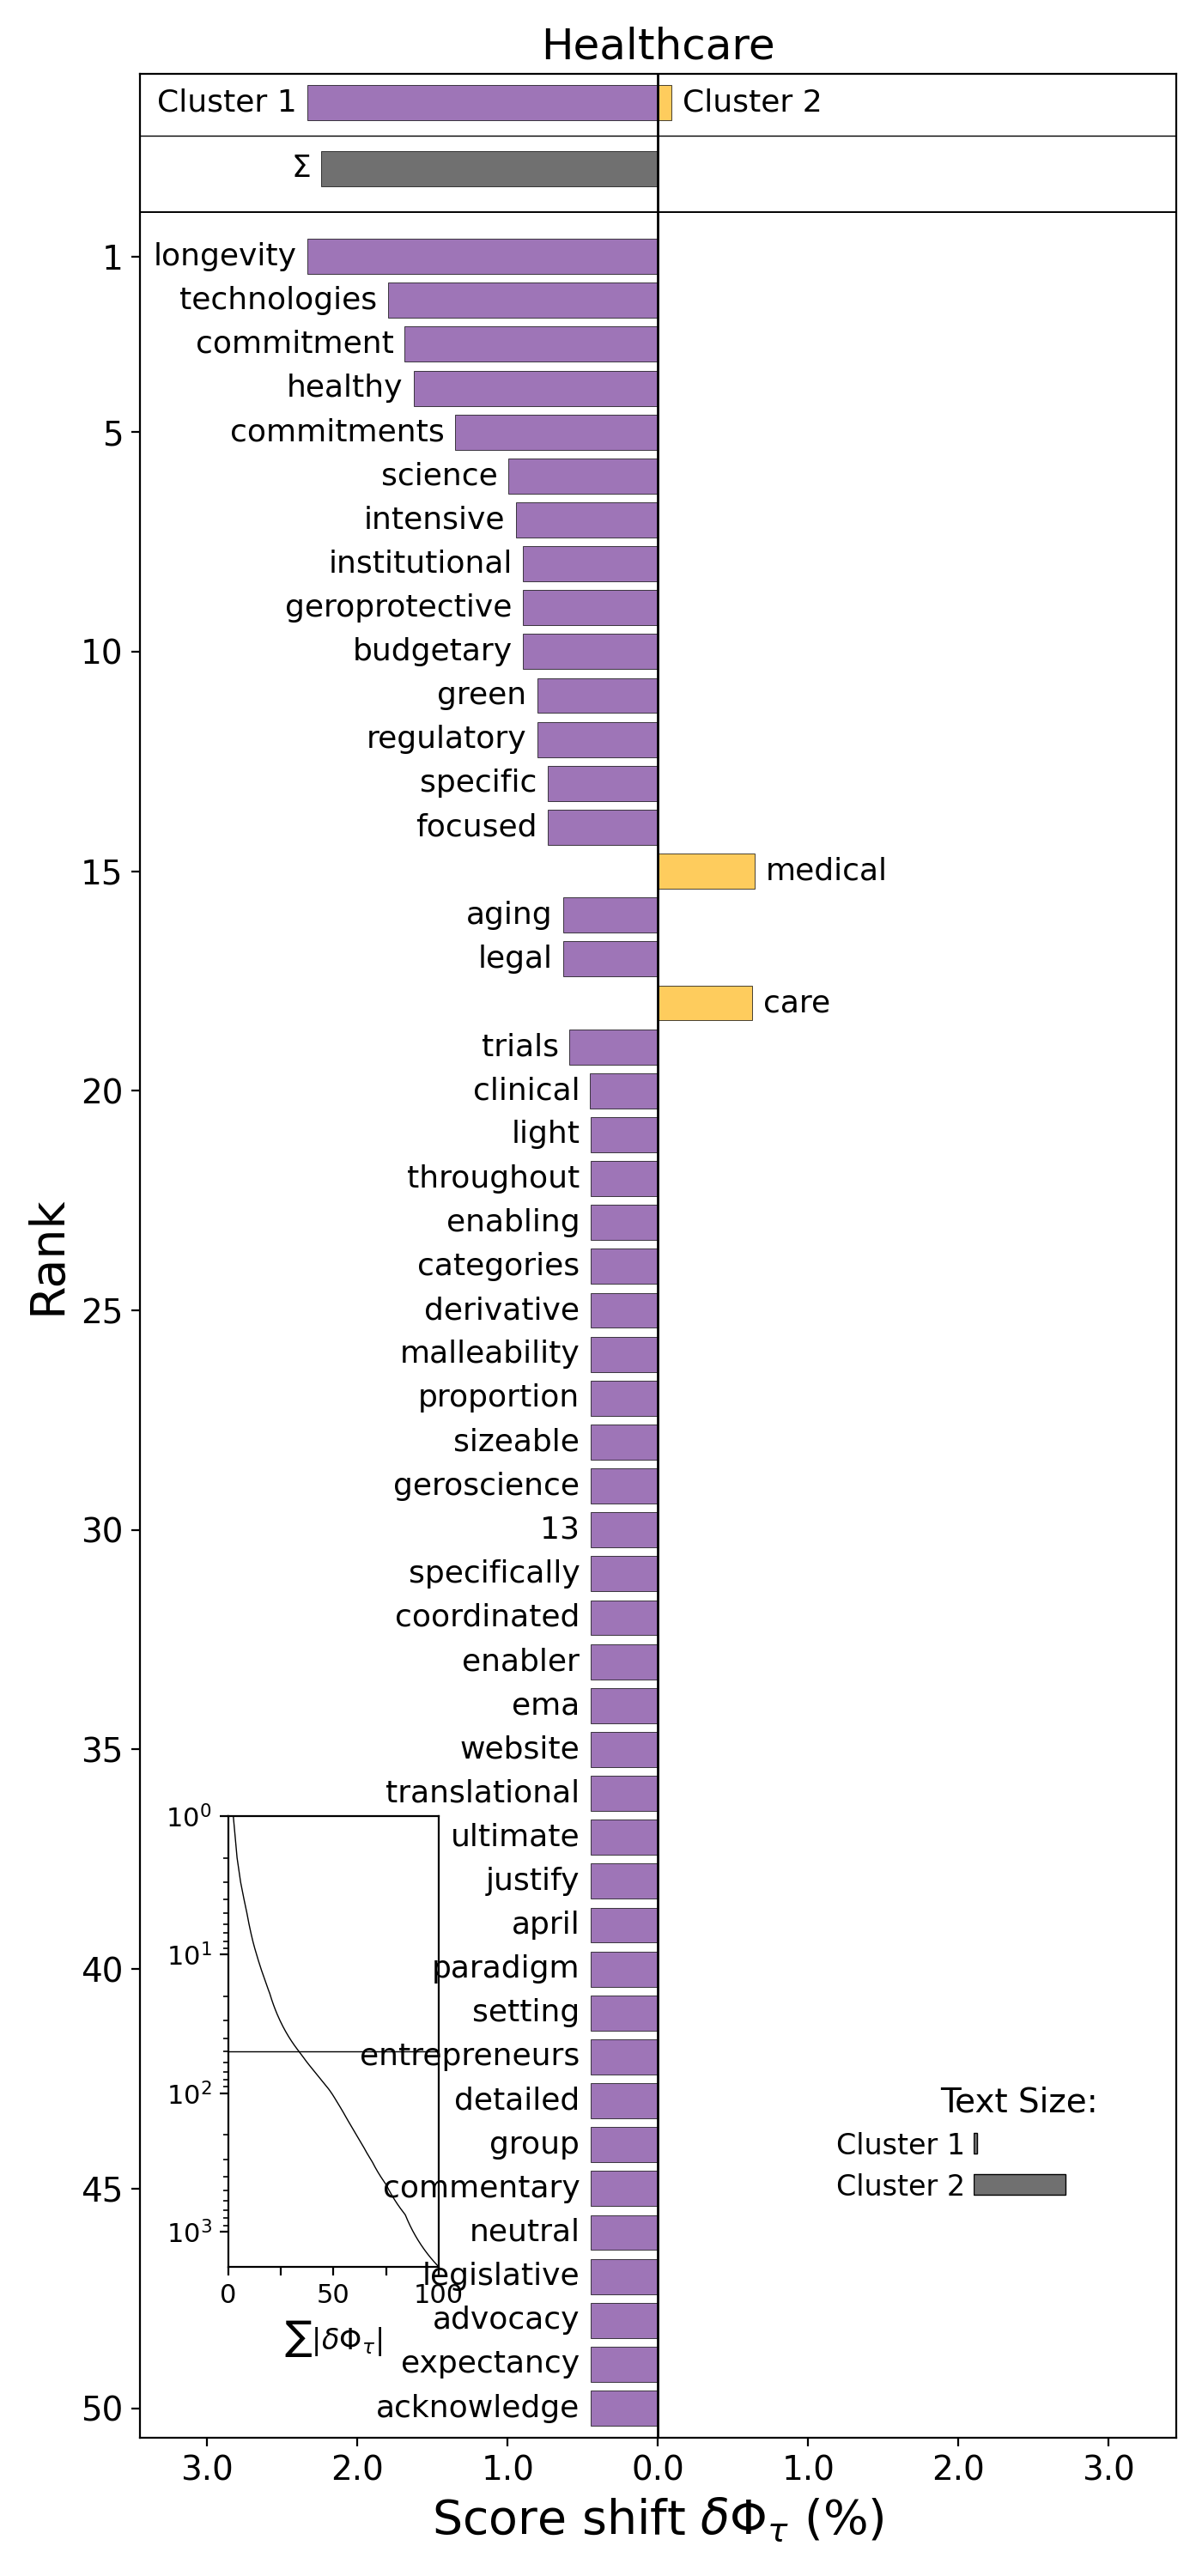 Healthcare
Cluster 1
Cluster 2
Σ
1 longevity
technologies
commitment
healthy
5 commitments
science
intensive
institutional
geroprotective
10 budgetary
green
regulatory
specific
focused
15 medical
aging
legal
care
trials
20 clinical
light
throughout
enabling
categories
25 derivative
malleability
proportion
sizeable
geroscience
30 13
specifically
coordinated
enabler
ema
35 website
translational
ultimate
justify
april
40 paradigm
setting
entrepreneurs
detailed
group
45 commentary
neutral
legislative
advocacy
expectancy
50 acknowledge
Rank
10⁰
10¹
10²
10³
0 50 100
∑|δΦτ|
Text Size:
Cluster 1
Cluster 2
3.0 2.0 1.0 0.0 1.0 2.0 3.0
Score shift δΦτ (%)